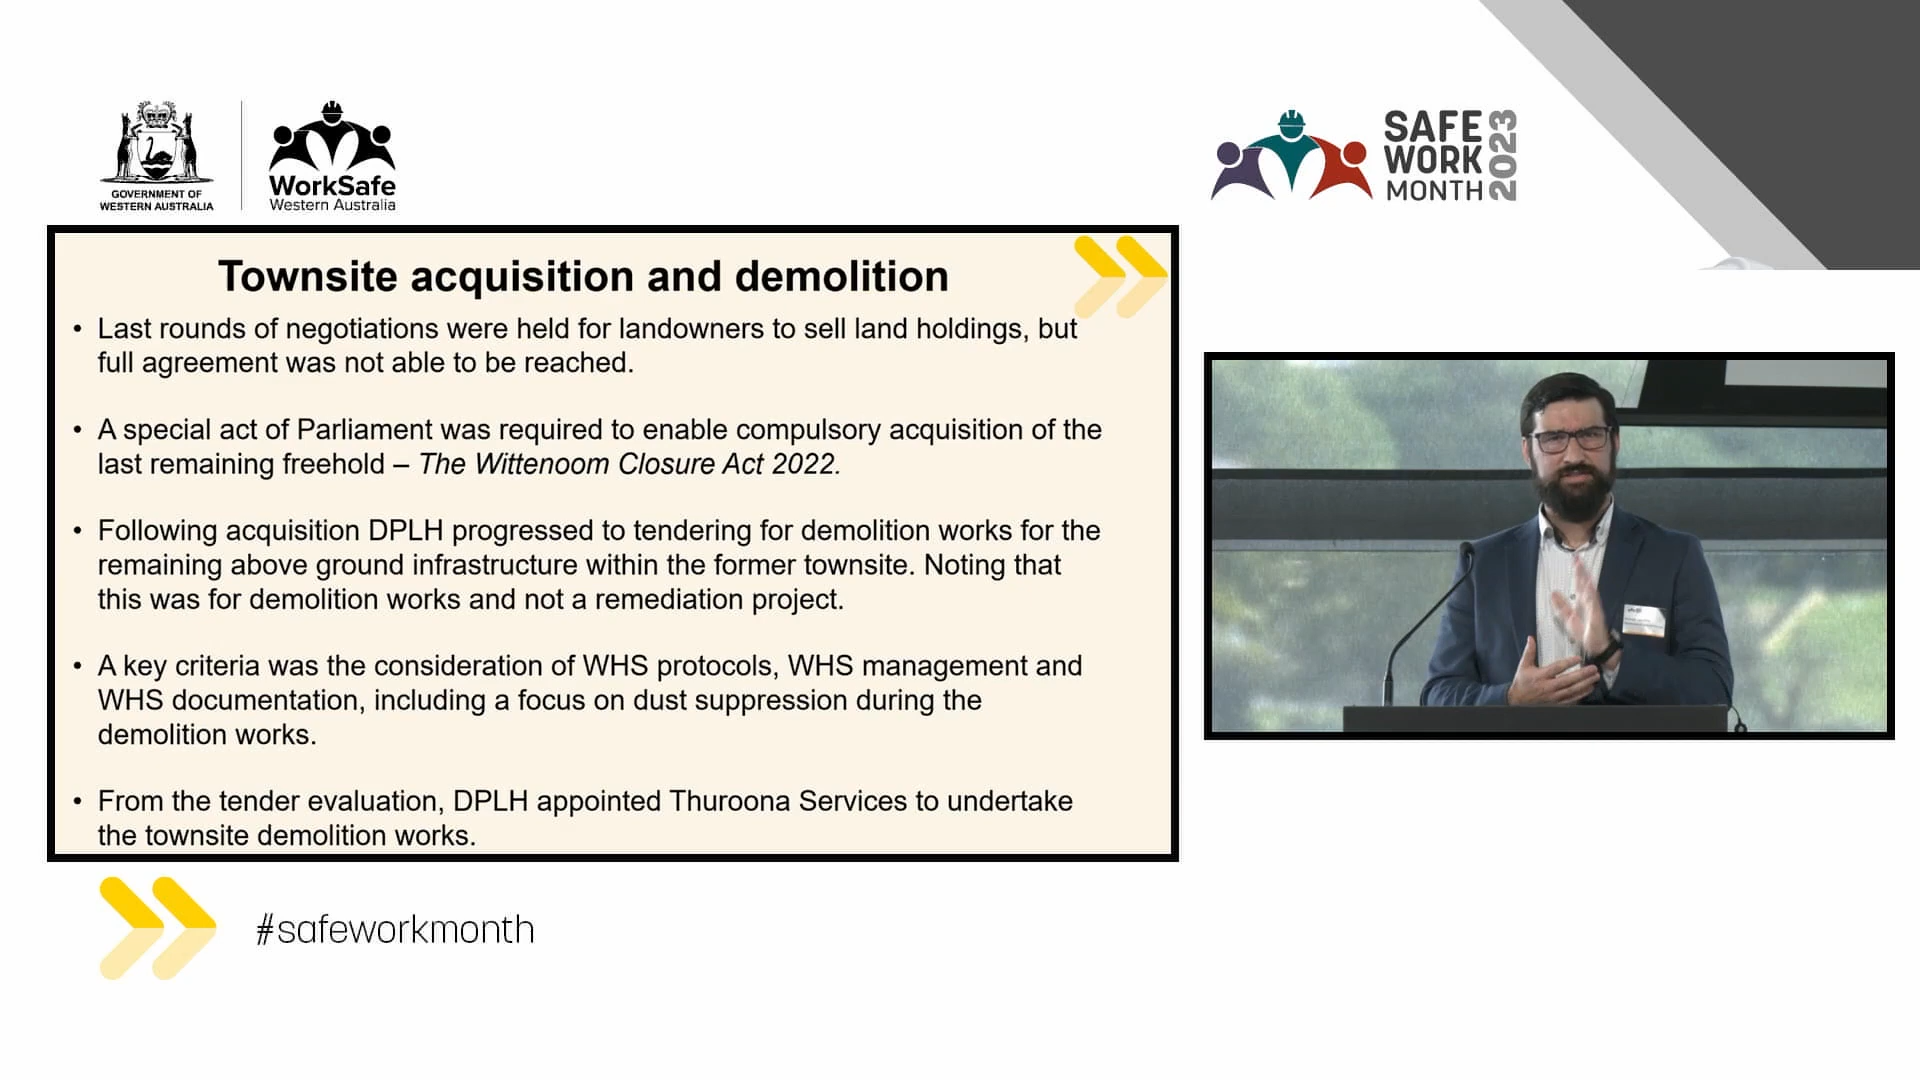 GOVERNMENT OF
WESTERN AUSTRALIA
WorkSafe
Western Australia
SAFE
WORK
MONTH
2023
Townsite acquisition and demolition
• Last rounds of negotiations were held for landowners to sell land holdings, but
full agreement was not able to be reached.
• A special act of Parliament was required to enable compulsory acquisition of the
last remaining freehold – The Wittenoom Closure Act 2022.
• Following acquisition DPLH progressed to tendering for demolition works for the
remaining above ground infrastructure within the former townsite. Noting that
this was for demolition works and not a remediation project.
• A key criteria was the consideration of WHS protocols, WHS management and
WHS documentation, including a focus on dust suppression during the
demolition works.
• From the tender evaluation, DPLH appointed Thuroona Services to undertake
the townsite demolition works.
#safeworkmonth